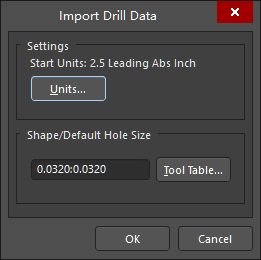 Import Drill Data
Settings
Start Units: 2.5 Leading Abs Inch
Units...
Shape/Default Hole Size
0.0320:0.0320
Tool Table...
OK
Cancel